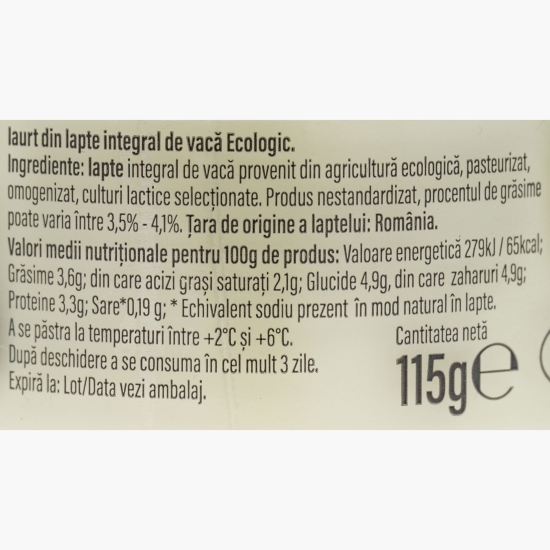 Iaurt din lapte integral de vacă Ecologic.
Ingrediente: lapte integral de vacă provenit din agricultură ecologică, pasteurizat,
omogenizat, culturi lactice selecționate. Produs nestandardizat, procentul de grăsime
poate varia între 3,5% - 4,1%. Țara de origine a laptelui: România.
Valori medii nutriționale pentru 100g de produs: Valoare energetică 279kJ / 65kcal;
Grăsime 3,6g; din care acizi grași saturați 2,1g; Glucide 4,9g, din care zaharuri 4,9g;
Proteine 3,3g; Sare*0,19 g; * Echivalent sodiu prezent în mod natural în lapte.
A se păstra la temperaturi între +2°C și +6°C.
După deschidere a se consuma în cel mult 3 zile.
Expiră la: Lot/Data vezi ambalaj.
Cantitatea netă
115g℮